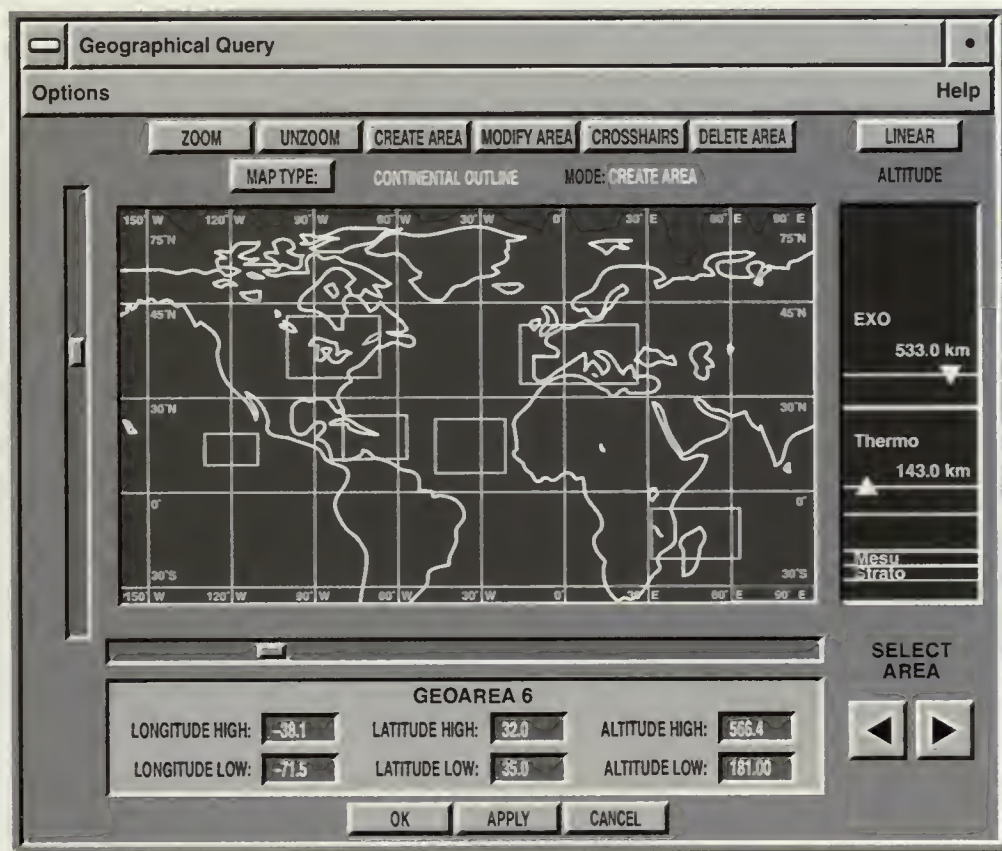 Geographical Query
Options Help
ZOOM UNZOOM CREATE AREA MODIFY AREA CROSSHAIRS DELETE AREA LINEAR
MAP TYPE: CONTINENTAL OUTLINE MODE: CREATE AREA ALTITUDE
150° W 120° W 90° W 60° W 30° W 0° 30° E 60° E 90° E
75°N 75°N
45°N 45°N
EXO
533.0 km
30°N 30°N
Thermo
143.0 km
0° 0°
Mesu
Strato
30°S 30°S
150° W 120° W 90° W 60° W 30° W 0° 30° E 60° E 90° E
SELECT
AREA
GEOAREA 6
LONGITUDE HIGH: -38.1 LATITUDE HIGH: 32.0 ALTITUDE HIGH: 566.4
LONGITUDE LOW: -71.5 LATITUDE LOW: 35.0 ALTITUDE LOW: 181.00
OK APPLY CANCEL